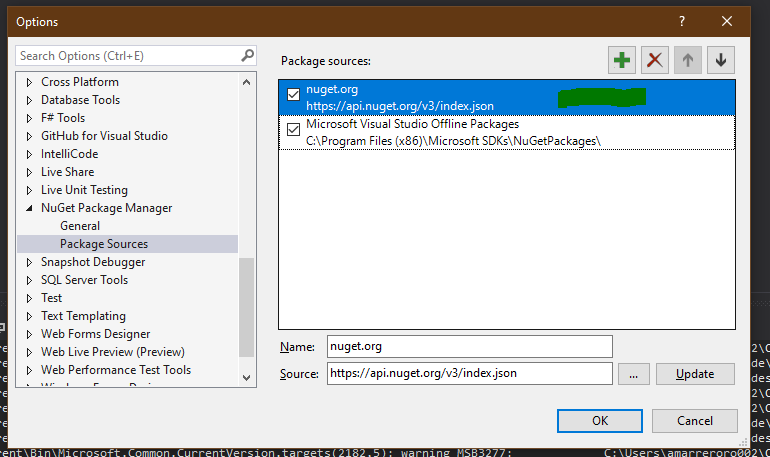 Options
?
Search Options (Ctrl+E)
Cross Platform
Database Tools
F# Tools
GitHub for Visual Studio
IntelliCode
Live Share
Live Unit Testing
NuGet Package Manager
General
Package Sources
Snapshot Debugger
SQL Server Tools
Test
Text Templating
Web Forms Designer
Web Live Preview (Preview)
Web Performance Test Tools
Package sources:
nuget.org
https://api.nuget.org/v3/index.json
Microsoft Visual Studio Offline Packages
C:\Program Files (x86)\Microsoft SDKs\NuGetPackages\
Name: nuget.org
Source: https://api.nuget.org/v3/index.json ... Update
OK Cancel
rent\Bin\Microsoft.Common.CurrentVersion.targets(2182,5): warning MSB3277: C:\Users\amarreroro002\